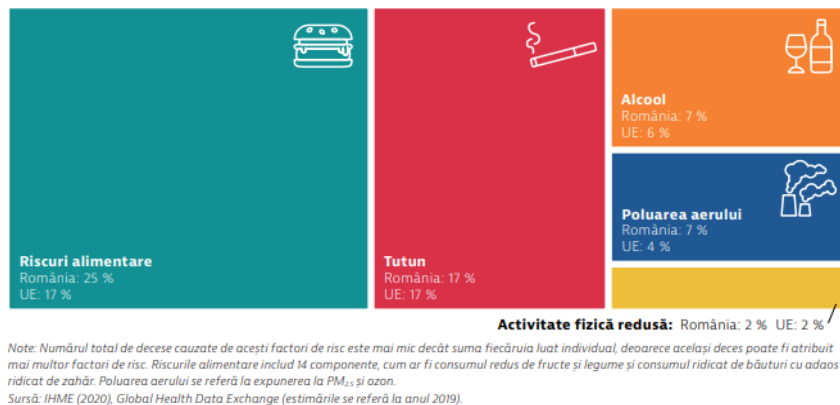 Riscuri alimentare
România: 25 %
UE: 17 %
Tutun
România: 17 %
UE: 17 %
Alcool
România: 7 %
UE: 6 %
Poluarea aerului
România: 7 %
UE: 4 %
Activitate fizică redusă: România: 2 % UE: 2 %
Note: Numărul total de decese cauzate de acești factori de risc este mai mic decât suma fiecăruia luat individual, deoarece același deces poate fi atribuit
mai multor factori de risc. Riscurile alimentare includ 14 componente, cum ar fi consumul redus de fructe și legume și consumul ridicat de băuturi cu adaos
ridicat de zahăr. Poluarea aerului se referă la expunerea la PM2.5 și ozon.
Sursă: IHME (2020), Global Health Data Exchange (estimările se referă la anul 2019).